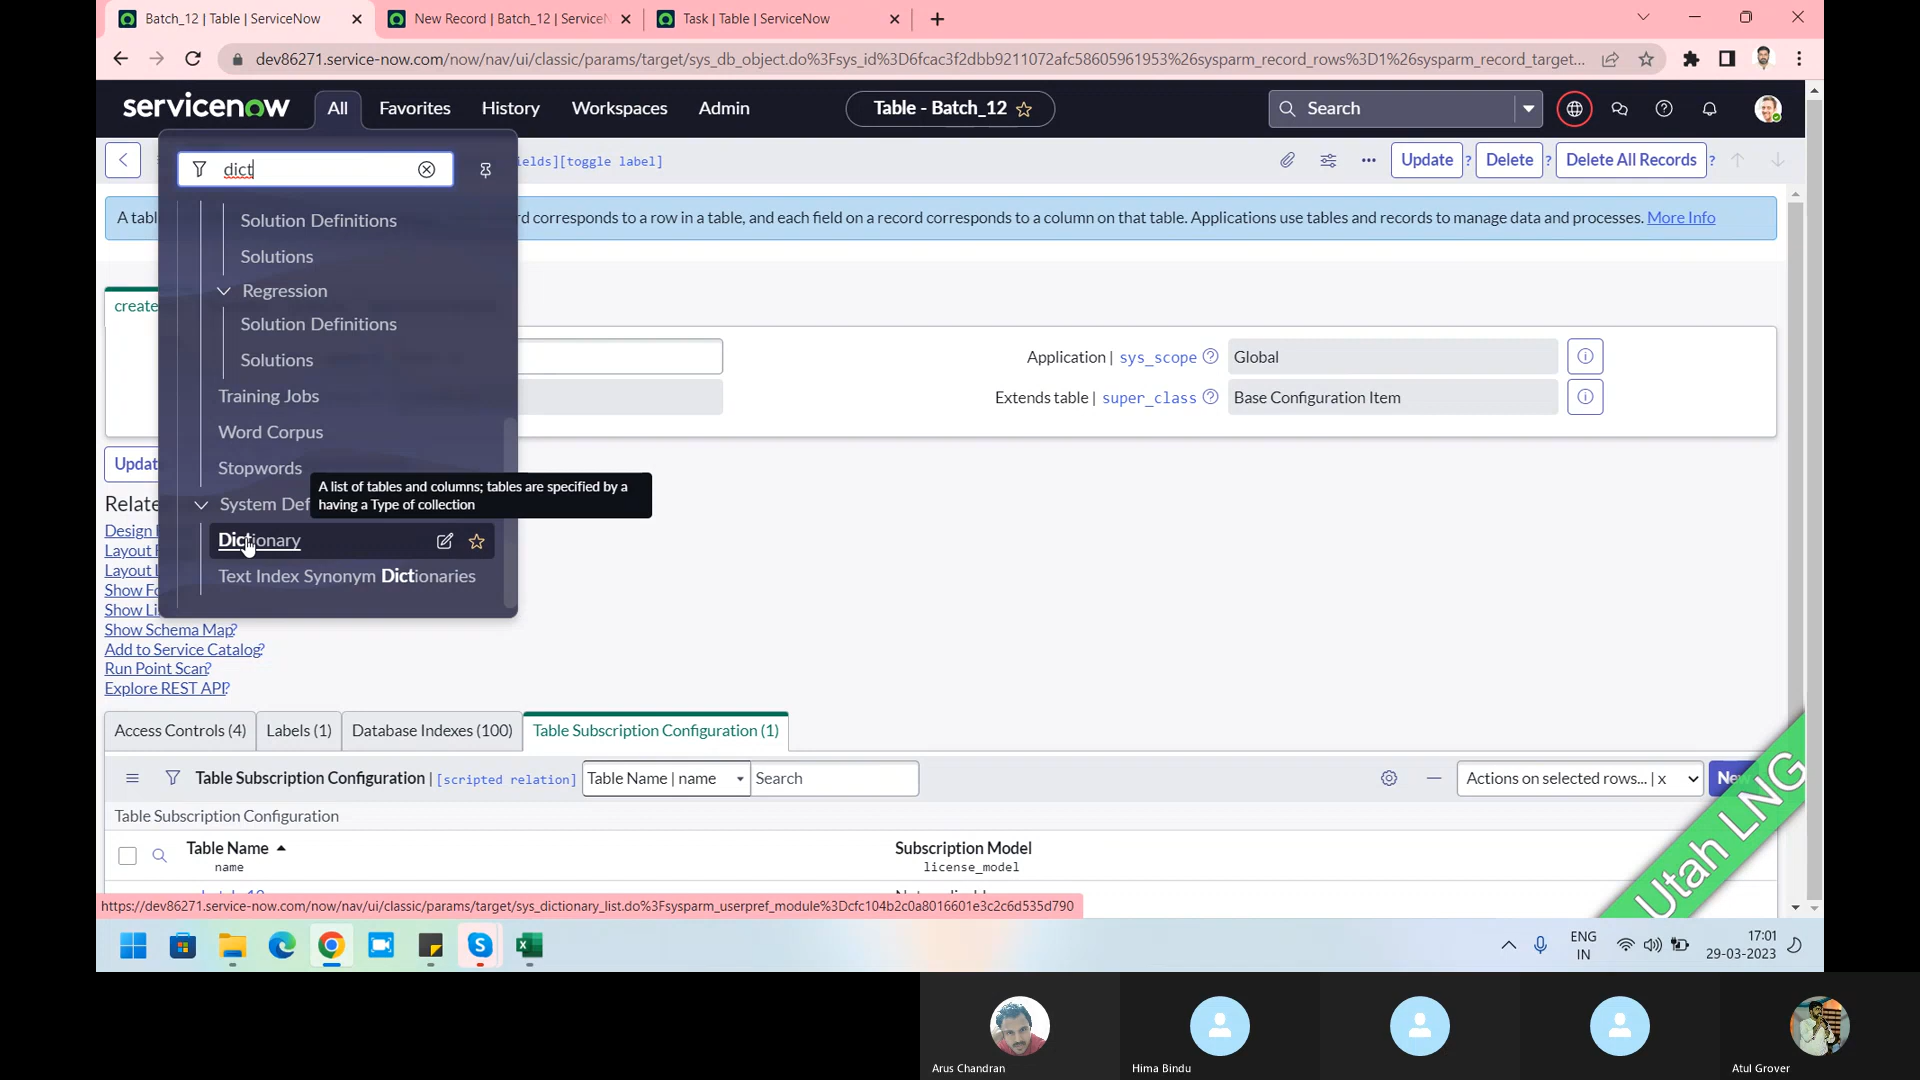 Batch_12 | Table | ServiceNow
New Record | Batch_12 | ServiceN
Task | Table | ServiceNow
dev86271.service-now.com/now/nav/ui/classic/params/target/sys_db_object.do%3Fsys_id%3D6fcac3f2dbb9211072afc58605961953%26sysparm_record_rows%3D1%26sysparm_record_target...
servicenow
All
Favorites
History
Workspaces
Admin
Table - Batch_12
Search
dict
ields][toggle label]
Update ?
Delete ?
Delete All Records ?
A tabl
rd corresponds to a row in a table, and each field on a record corresponds to a column on that table. Applications use tables and records to manage data and processes. More Info
Solution Definitions
Solutions
Regression
Solution Definitions
Solutions
Training Jobs
Word Corpus
Stopwords
System Def
A list of tables and columns; tables are specified by a
having a Type of collection
Dictionary
Text Index Synonym Dictionaries
create
Application | sys_scope
Global
Extends table | super_class
Base Configuration Item
Updat
Relate
Design
Layout F
Layout L
Show Fo
Show Li
Show Schema Map?
Add to Service Catalog?
Run Point Scan?
Explore REST API?
Access Controls (4)
Labels (1)
Database Indexes (100)
Table Subscription Configuration (1)
Table Subscription Configuration | [scripted relation]
Table Name | name
Search
Actions on selected rows... | x
New
Table Subscription Configuration
Table Name
name
Subscription Model
license_model
https://dev86271.service-now.com/now/nav/ui/classic/params/target/sys_dictionary_list.do%3Fsysparm_userpref_module%3Dcfc104b2c0a8016601e3c2c6d535d790
Utah LNG
ENG
IN
17:01
29-03-2023
Arus Chandran
Hima Bindu
Atul Grover